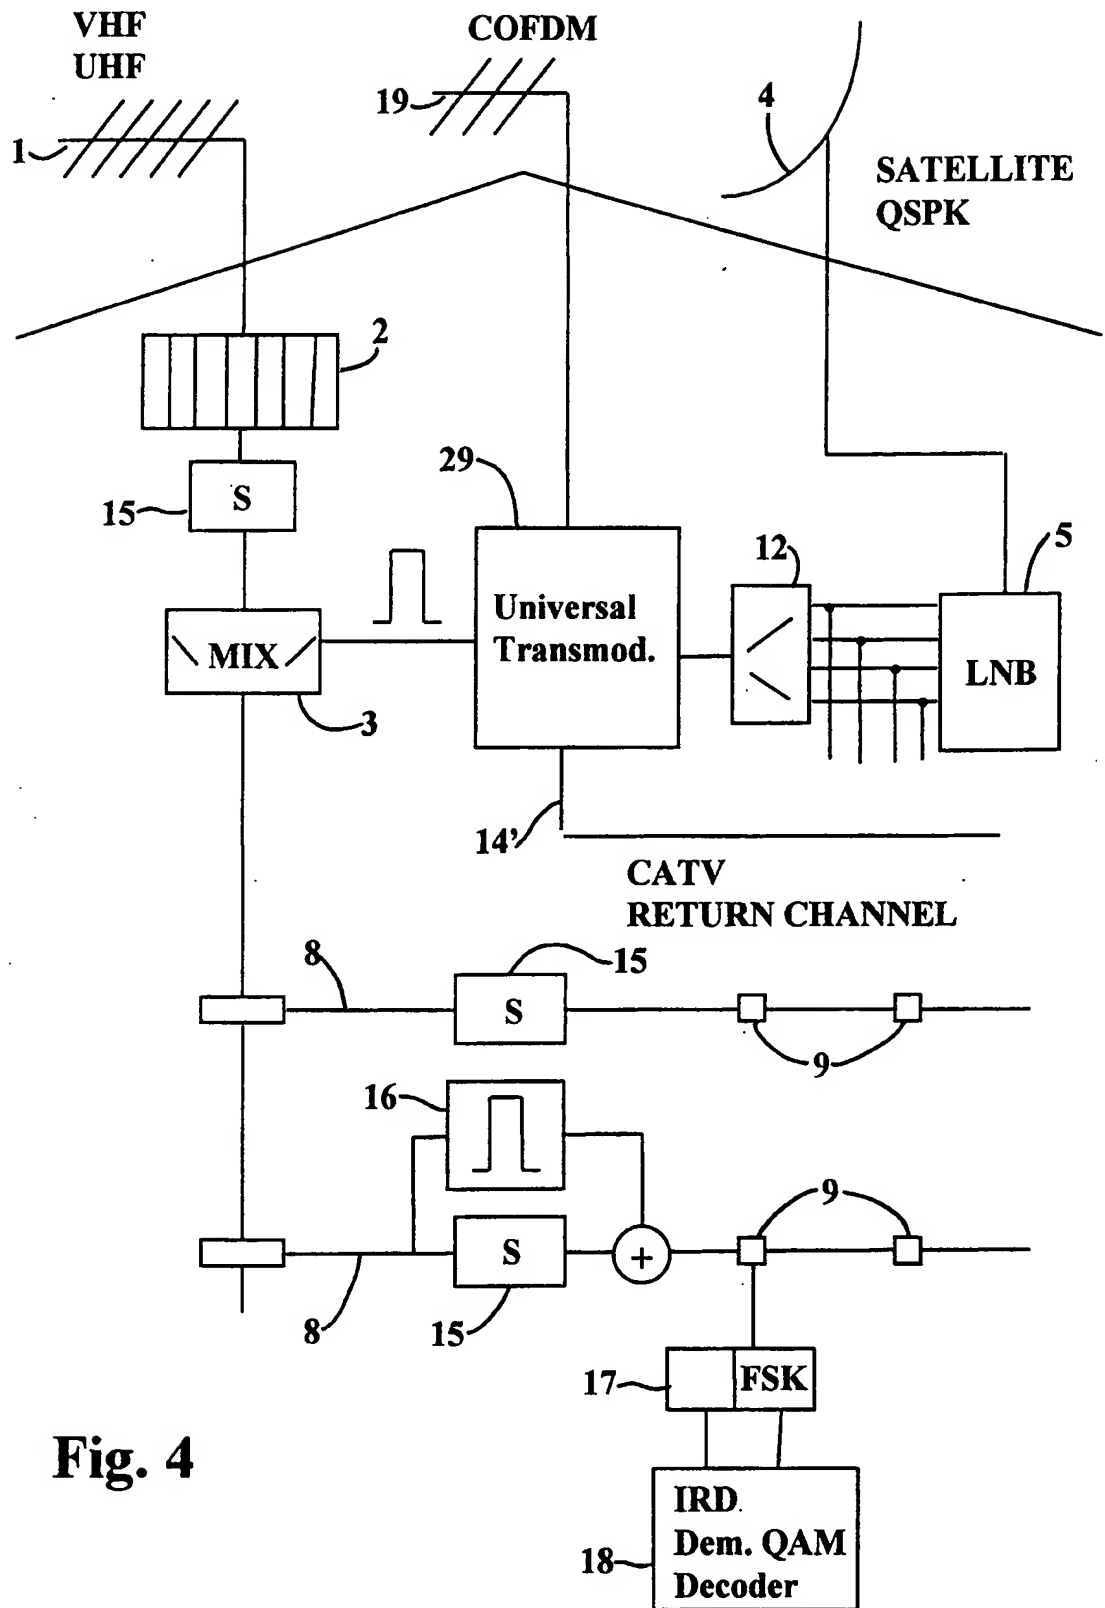 VHF
UHF
COFDM
1
19
4
SATELLITE
QSPK
2
29
15
S
12
5
Universal
Transmod.
MIX
LNB
3
14'
CATV
RETURN CHANNEL
8
15
S
9
16
9
S
8
15
+
17
FSK
Fig. 4
IRD
Dem. QAM
18
Decoder